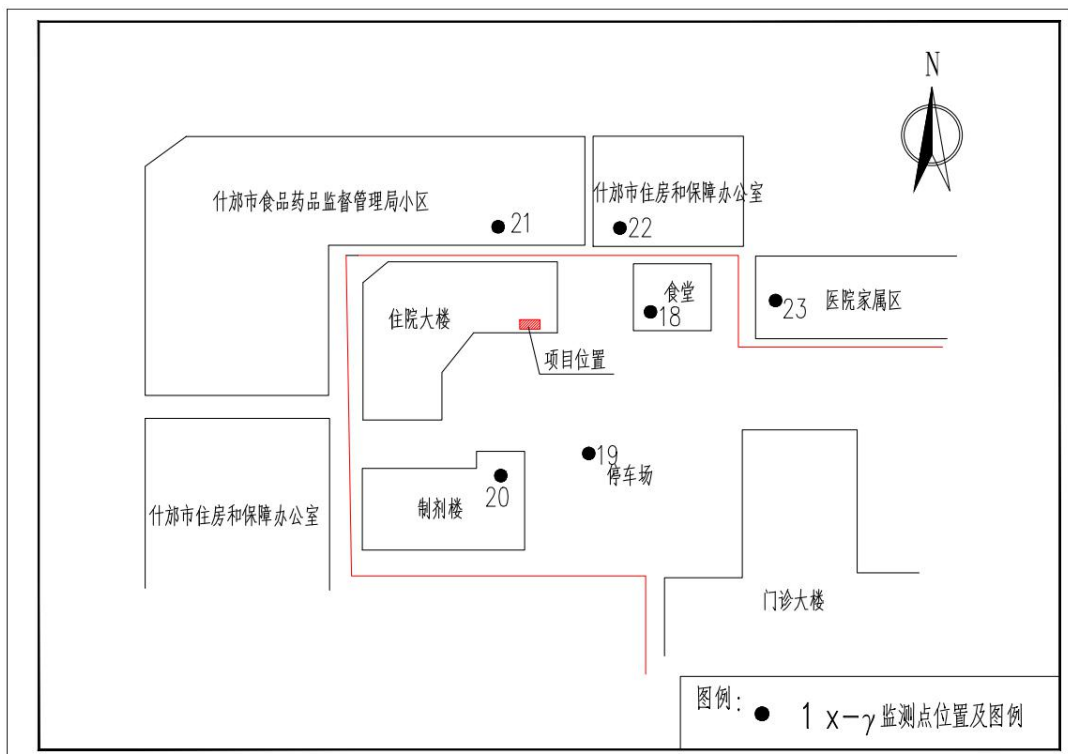 N
什邡市食品药品监督管理局小区
什邡市住房和保障办公室
21
22
食堂
18
23
医院家属区
住院大楼
项目位置
19
停车场
20
制剂楼
什邡市住房和保障办公室
门诊大楼
图例:
1 x-γ 监测点位置及图例